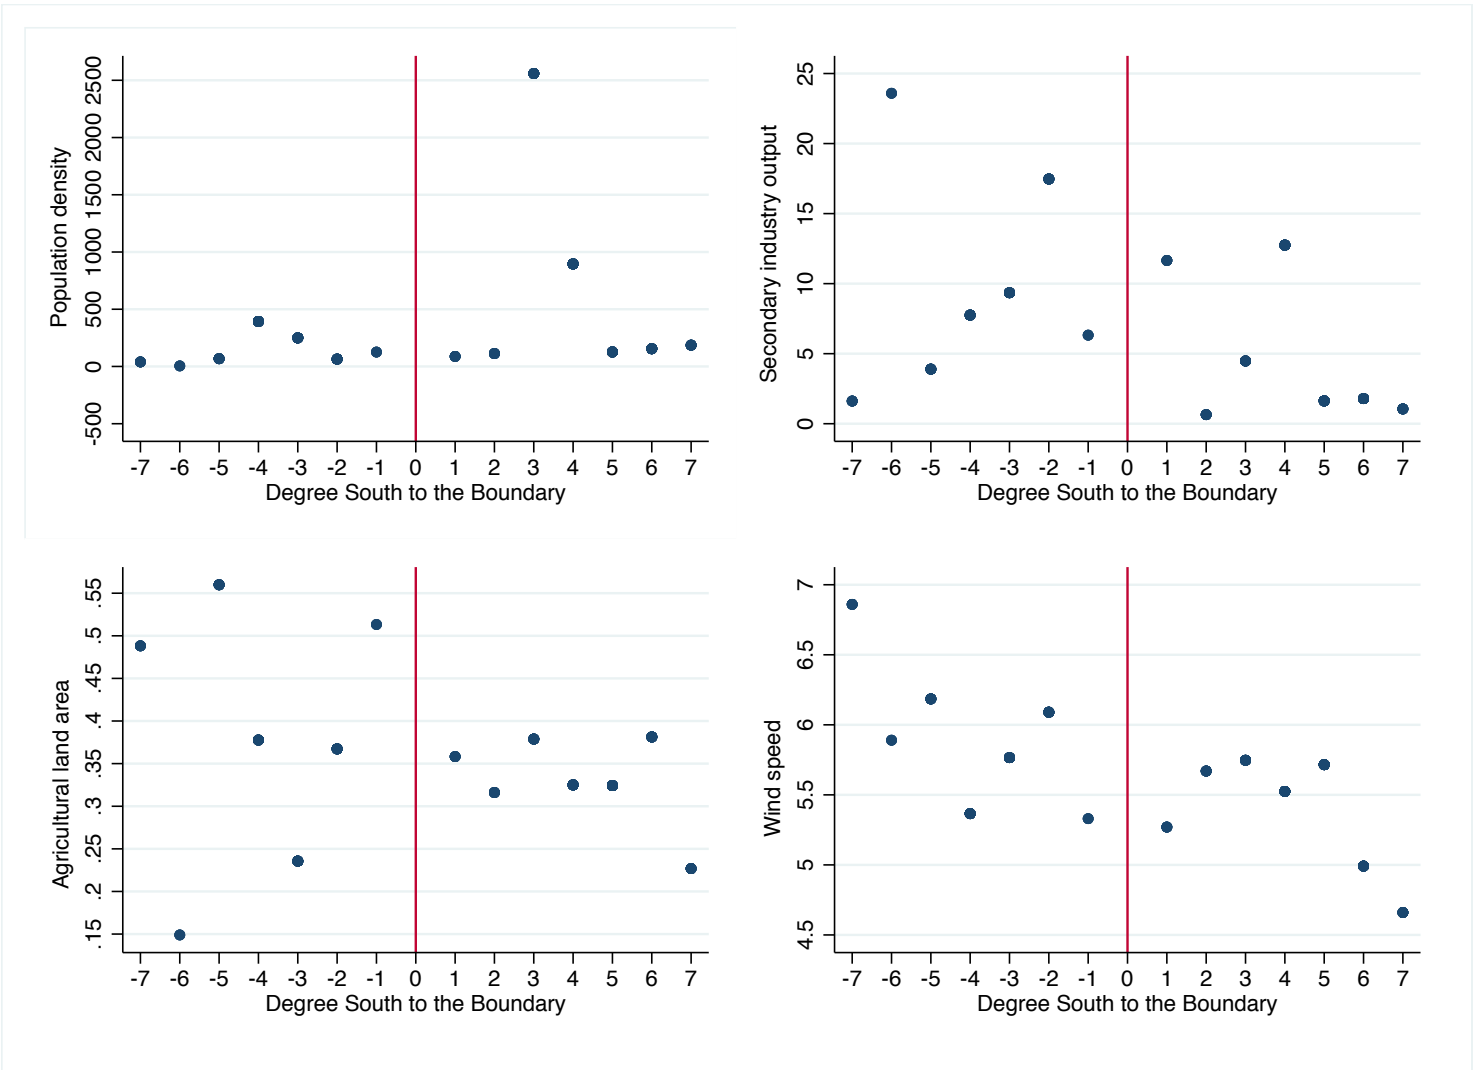 Population density
2500
2000
1500
1000
500
0
-500
-7 -6 -5 -4 -3 -2 -1 0 1 2 3 4 5 6 7
Degree South to the Boundary
Secondary industry output
25
20
15
10
5
0
-7 -6 -5 -4 -3 -2 -1 0 1 2 3 4 5 6 7
Degree South to the Boundary
Agricultural land area
.55
.5
.45
.4
.35
.3
.25
.2
.15
-7 -6 -5 -4 -3 -2 -1 0 1 2 3 4 5 6 7
Degree South to the Boundary
Wind speed
7
6.5
6
5.5
5
4.5
-7 -6 -5 -4 -3 -2 -1 0 1 2 3 4 5 6 7
Degree South to the Boundary